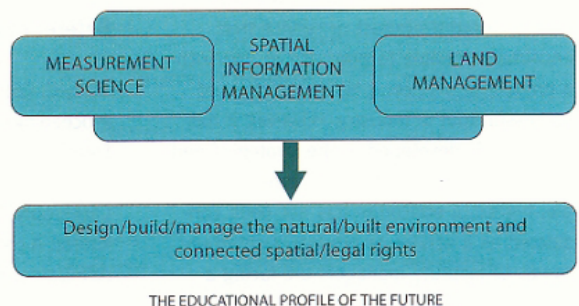 MEASUREMENT
SCIENCE
SPATIAL
INFORMATION
MANAGEMENT
LAND
MANAGEMENT
Design/build/manage the natural/built environment and
connected spatial/legal rights
THE EDUCATIONAL PROFILE OF THE FUTURE